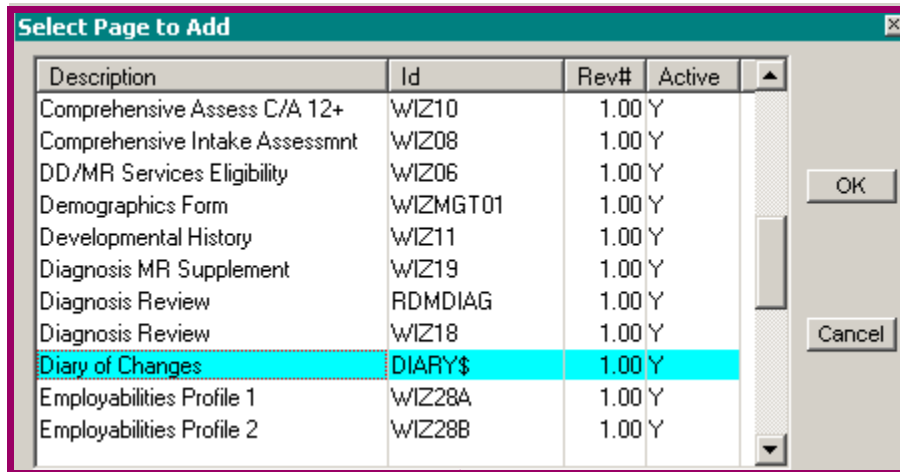 Select Page to Add
Description Id Rev# Active
Comprehensive Assess C/A 12+ WIZ10 1.00 Y
Comprehensive Intake Assessmnt WIZ08 1.00 Y
DD/MR Services Eligibility WIZ06 1.00 Y
Demographics Form WIZMGT01 1.00 Y
Developmental History WIZ11 1.00 Y
Diagnosis MR Supplement WIZ19 1.00 Y
Diagnosis Review RDMDIAG 1.00 Y
Diagnosis Review WIZ18 1.00 Y
Diary of Changes DIARY$ 1.00 Y
Employabilities Profile 1 WIZ28A 1.00 Y
Employabilities Profile 2 WIZ28B 1.00 Y
OK
Cancel